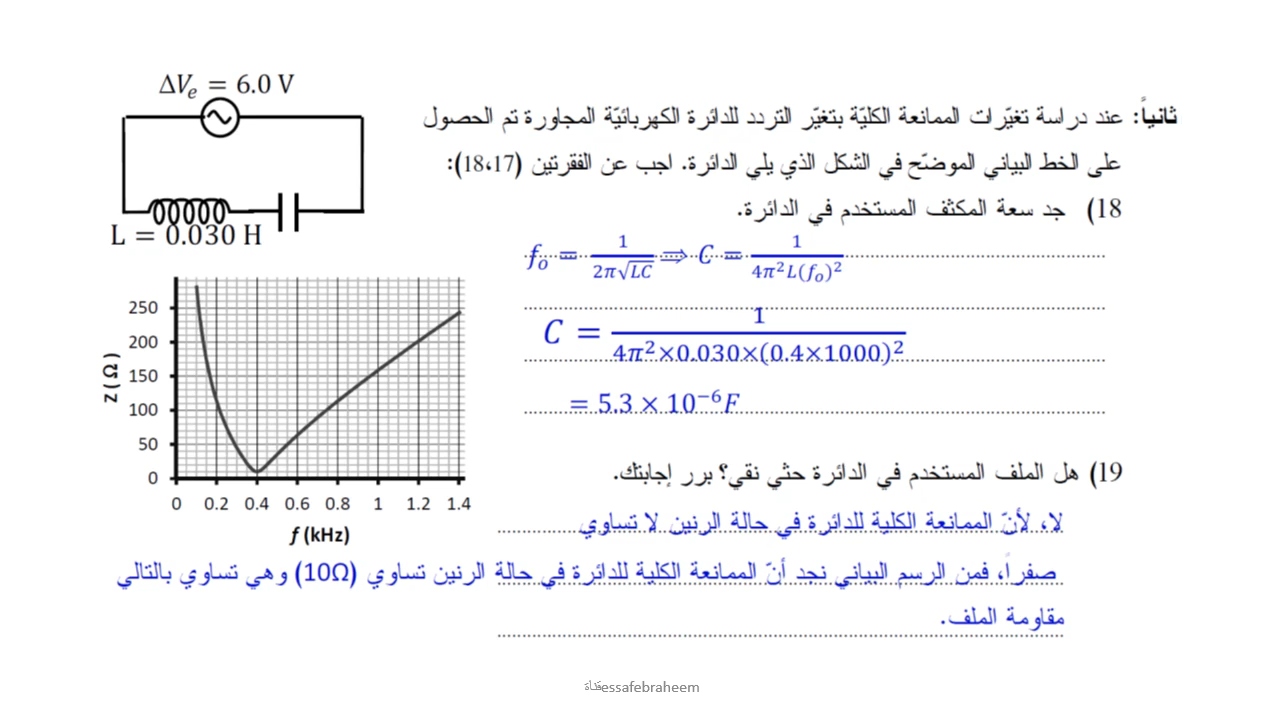 ΔVₑ = 6.0 V
L = 0.030 H
ثانياً: عند دراسة تغيّرات الممانعة الكليّة بتغيّر التردد للدائرة الكهربائيّة المجاورة تم الحصول
على الخط البياني الموضّح في الشكل الذي يلي الدائرة. اجب عن الفقرتين (18،17):
18) جد سعة المكثف المستخدم في الدائرة.
f₀ = 1/(2π√LC) ⟹ C = 1/(4π²L(f₀)²)
C = 1/(4π²×0.030×(0.4×1000)²)
= 5.3 × 10⁻⁶F
250
200
150
100
50
0
Z ( Ω )
0 0.2 0.4 0.6 0.8 1 1.2 1.4
f (kHz)
19) هل الملف المستخدم في الدائرة حثي نقي؟ برر إجابتك.
لا، لأنّ الممانعة الكلية للدائرة في حالة الرنين لا تساوي
صفراً، فمن الرسم البياني نجد أنّ الممانعة الكلية للدائرة في حالة الرنين تساوي (10Ω) وهي تساوي بالتالي
مقاومة الملف.
قناة essafebraheem